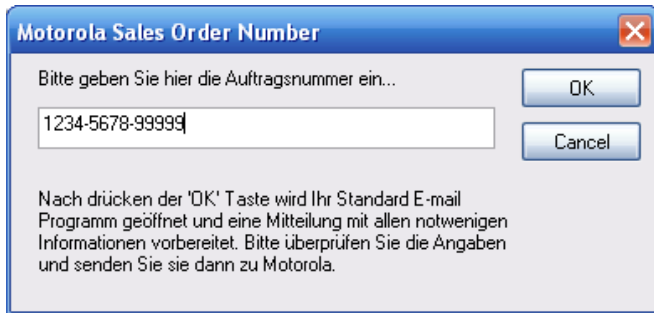 Motorola Sales Order Number
Bitte geben Sie hier die Auftragsnummer ein...
OK
1234-5678-99999
Cancel
Nach drücken der 'OK' Taste wird Ihr Standard E-mail
Programm geöffnet und eine Mitteilung mit allen notwenigen
Informationen vorbereitet. Bitte überprüfen Sie die Angaben
und senden Sie sie dann zu Motorola.